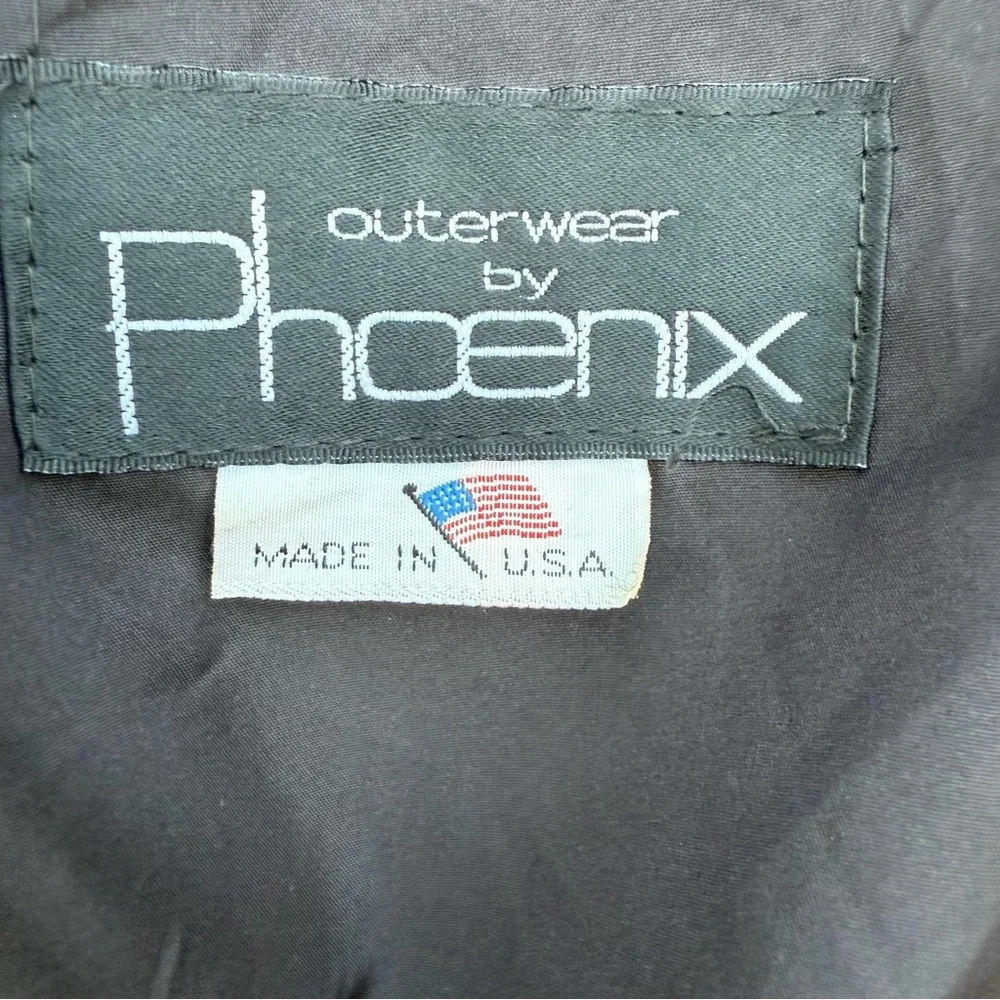 outerwear
by
Phoenix
MADE IN U.S.A.